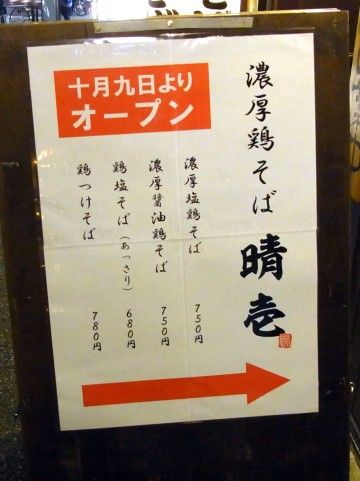 十月九日より
オープン
濃厚鶏そば 晴壱
濃厚塩鶏そば 750円
濃厚醤油鶏そば 750円
鶏塩そば(あっさり) 680円
鶏つけそば 780円